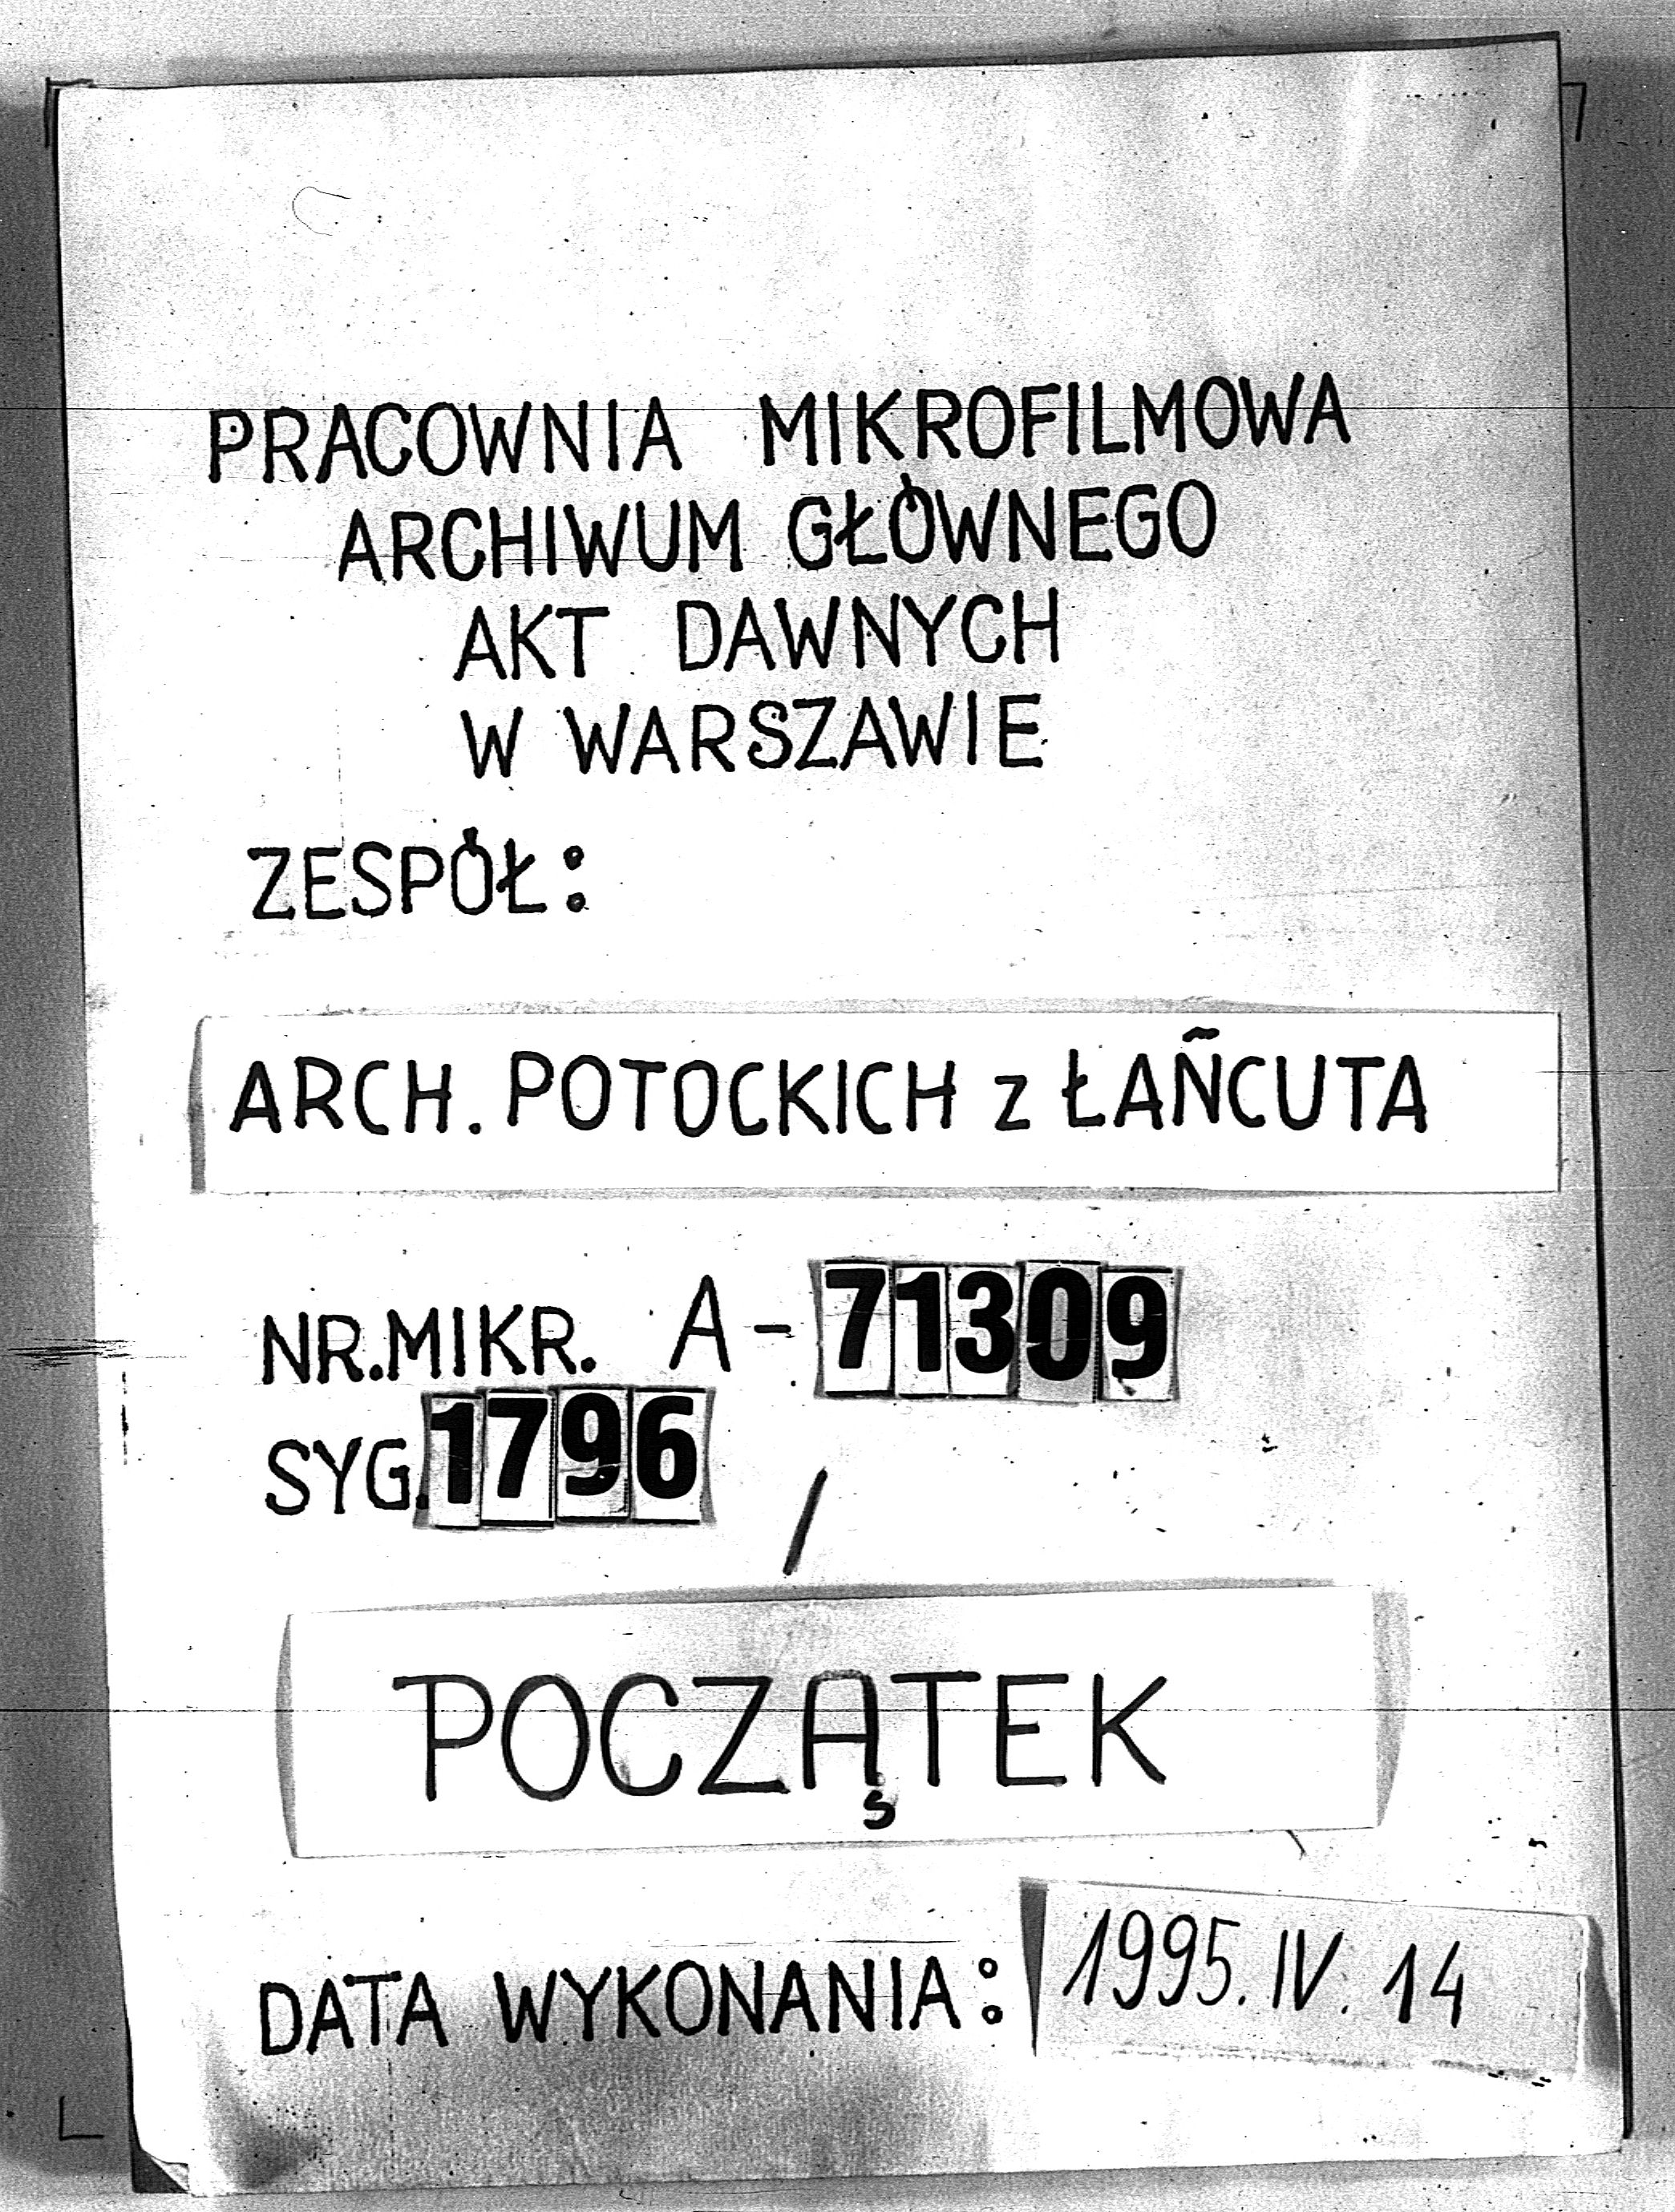 PRACOWNIA MIKROFILMOWA
ARCHIWUM GŁÓWNEGO
AKT DAWNYCH
W WARSZAWIE
ZESPÓŁ:
ARCH. POTOCKICH z ŁAŃCUTA
NR.MIKR. A-71309
SYG.1796
/
POCZĄTEK
DATA WYKONANIA: 1995.IV.14